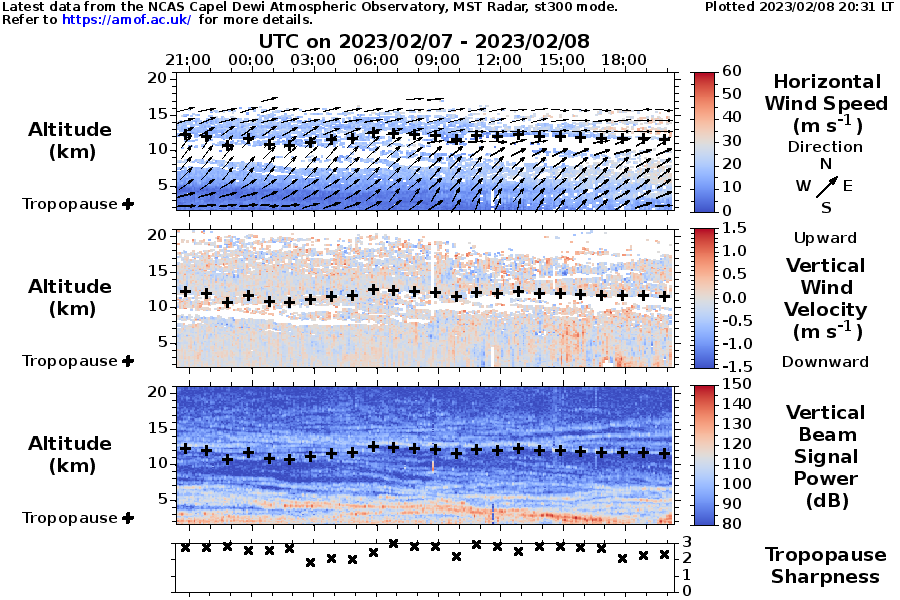 Latest data from the NCAS Capel Dewi Atmospheric Observatory, MST Radar, st300 mode.
Plotted 2023/02/08 20:31 LT
Refer to https://amof.ac.uk/ for more details.
UTC on 2023/02/07 - 2023/02/08
21:00 00:00 03:00 06:00 09:00 12:00 15:00 18:00
20
15
10
5
Altitude
(km)
Tropopause
60
50
40
30
20
10
0
Horizontal
Wind Speed
(m s-1)
Direction
N
W E
S
20
15
10
5
Altitude
(km)
Tropopause
1.5
1.0
0.5
0.0
-0.5
-1.0
-1.5
Upward
Vertical
Wind
Velocity
(m s-1)
Downward
20
15
10
5
Altitude
(km)
Tropopause
150
140
130
120
110
100
90
80
Vertical
Beam
Signal
Power
(dB)
3
2
1
0
Tropopause
Sharpness